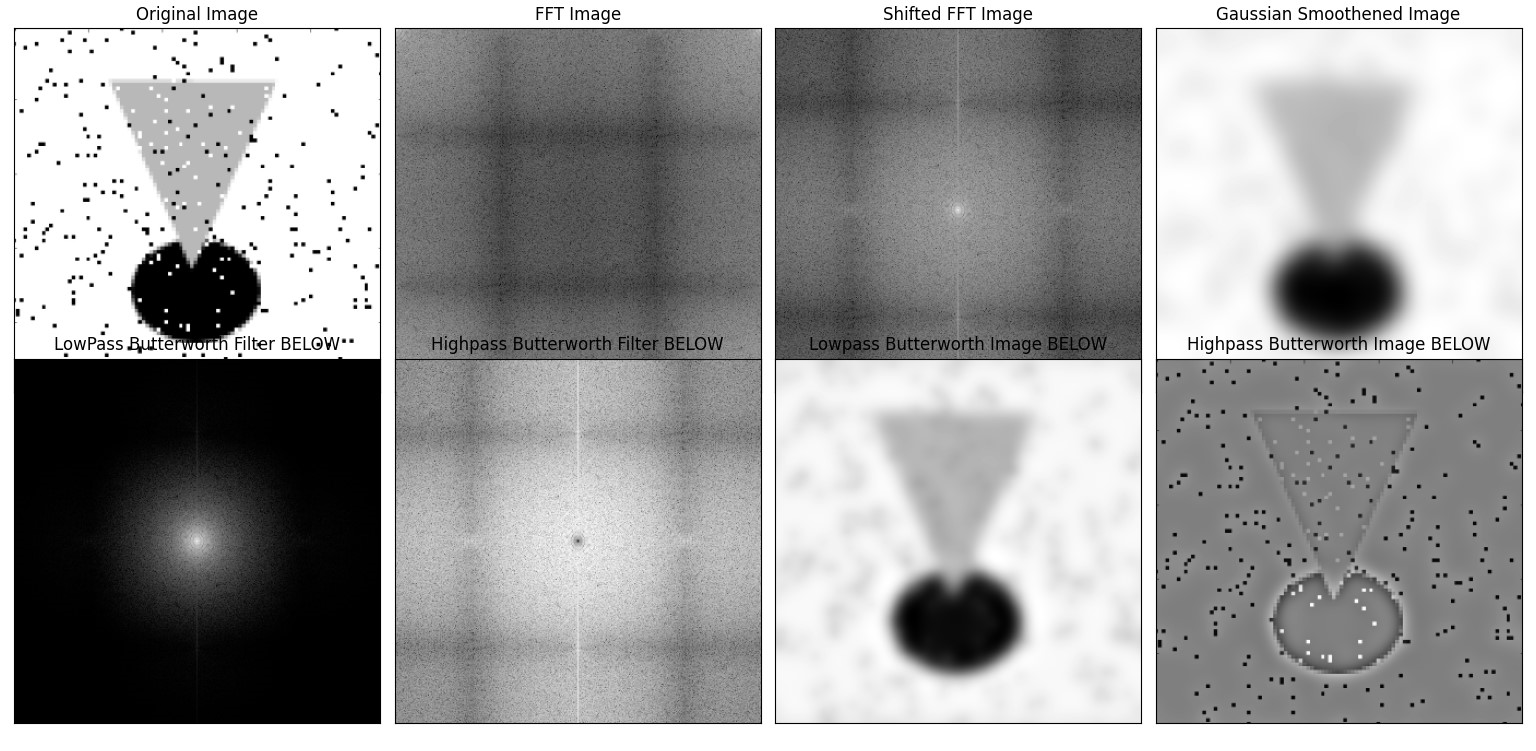 Original Image
FFT Image
Shifted FFT Image
Gaussian Smoothened Image
LowPass Butterworth Filter BELOW
Highpass Butterworth Filter BELOW
Lowpass Butterworth Image BELOW
Highpass Butterworth Image BELOW